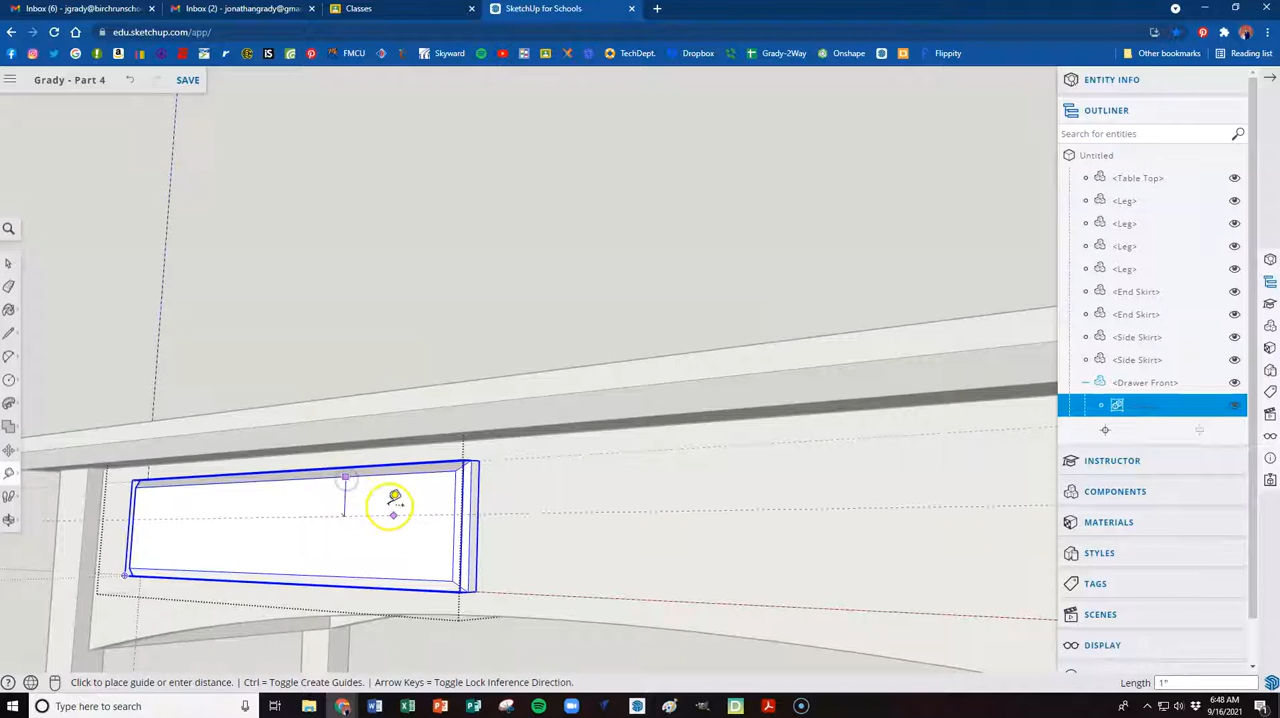 Inbox (6) - jgrady@birchrunscho
Inbox (2) - jonathangrady@gma
Classes
SketchUp for Schools
edu.sketchup.com/app/
FMCU
Skyward
TechDept.
Dropbox
Grady-2Way
Onshape
Flippity
Other bookmarks
Reading list
Grady - Part 4
SAVE
ENTITY INFO
OUTLINER
Search for entities
Untitled
<Table Top>
<Leg>
<Leg>
<Leg>
<Leg>
<End Skirt>
<End Skirt>
<Side Skirt>
<Side Skirt>
<Drawer Front>
INSTRUCTOR
COMPONENTS
MATERIALS
STYLES
TAGS
SCENES
DISPLAY
Click to place guide or enter distance. | Ctrl = Toggle Create Guides. | Arrow Keys = Toggle Lock Inference Direction.
Length 1"
Type here to search
6:48 AM
9/16/2021